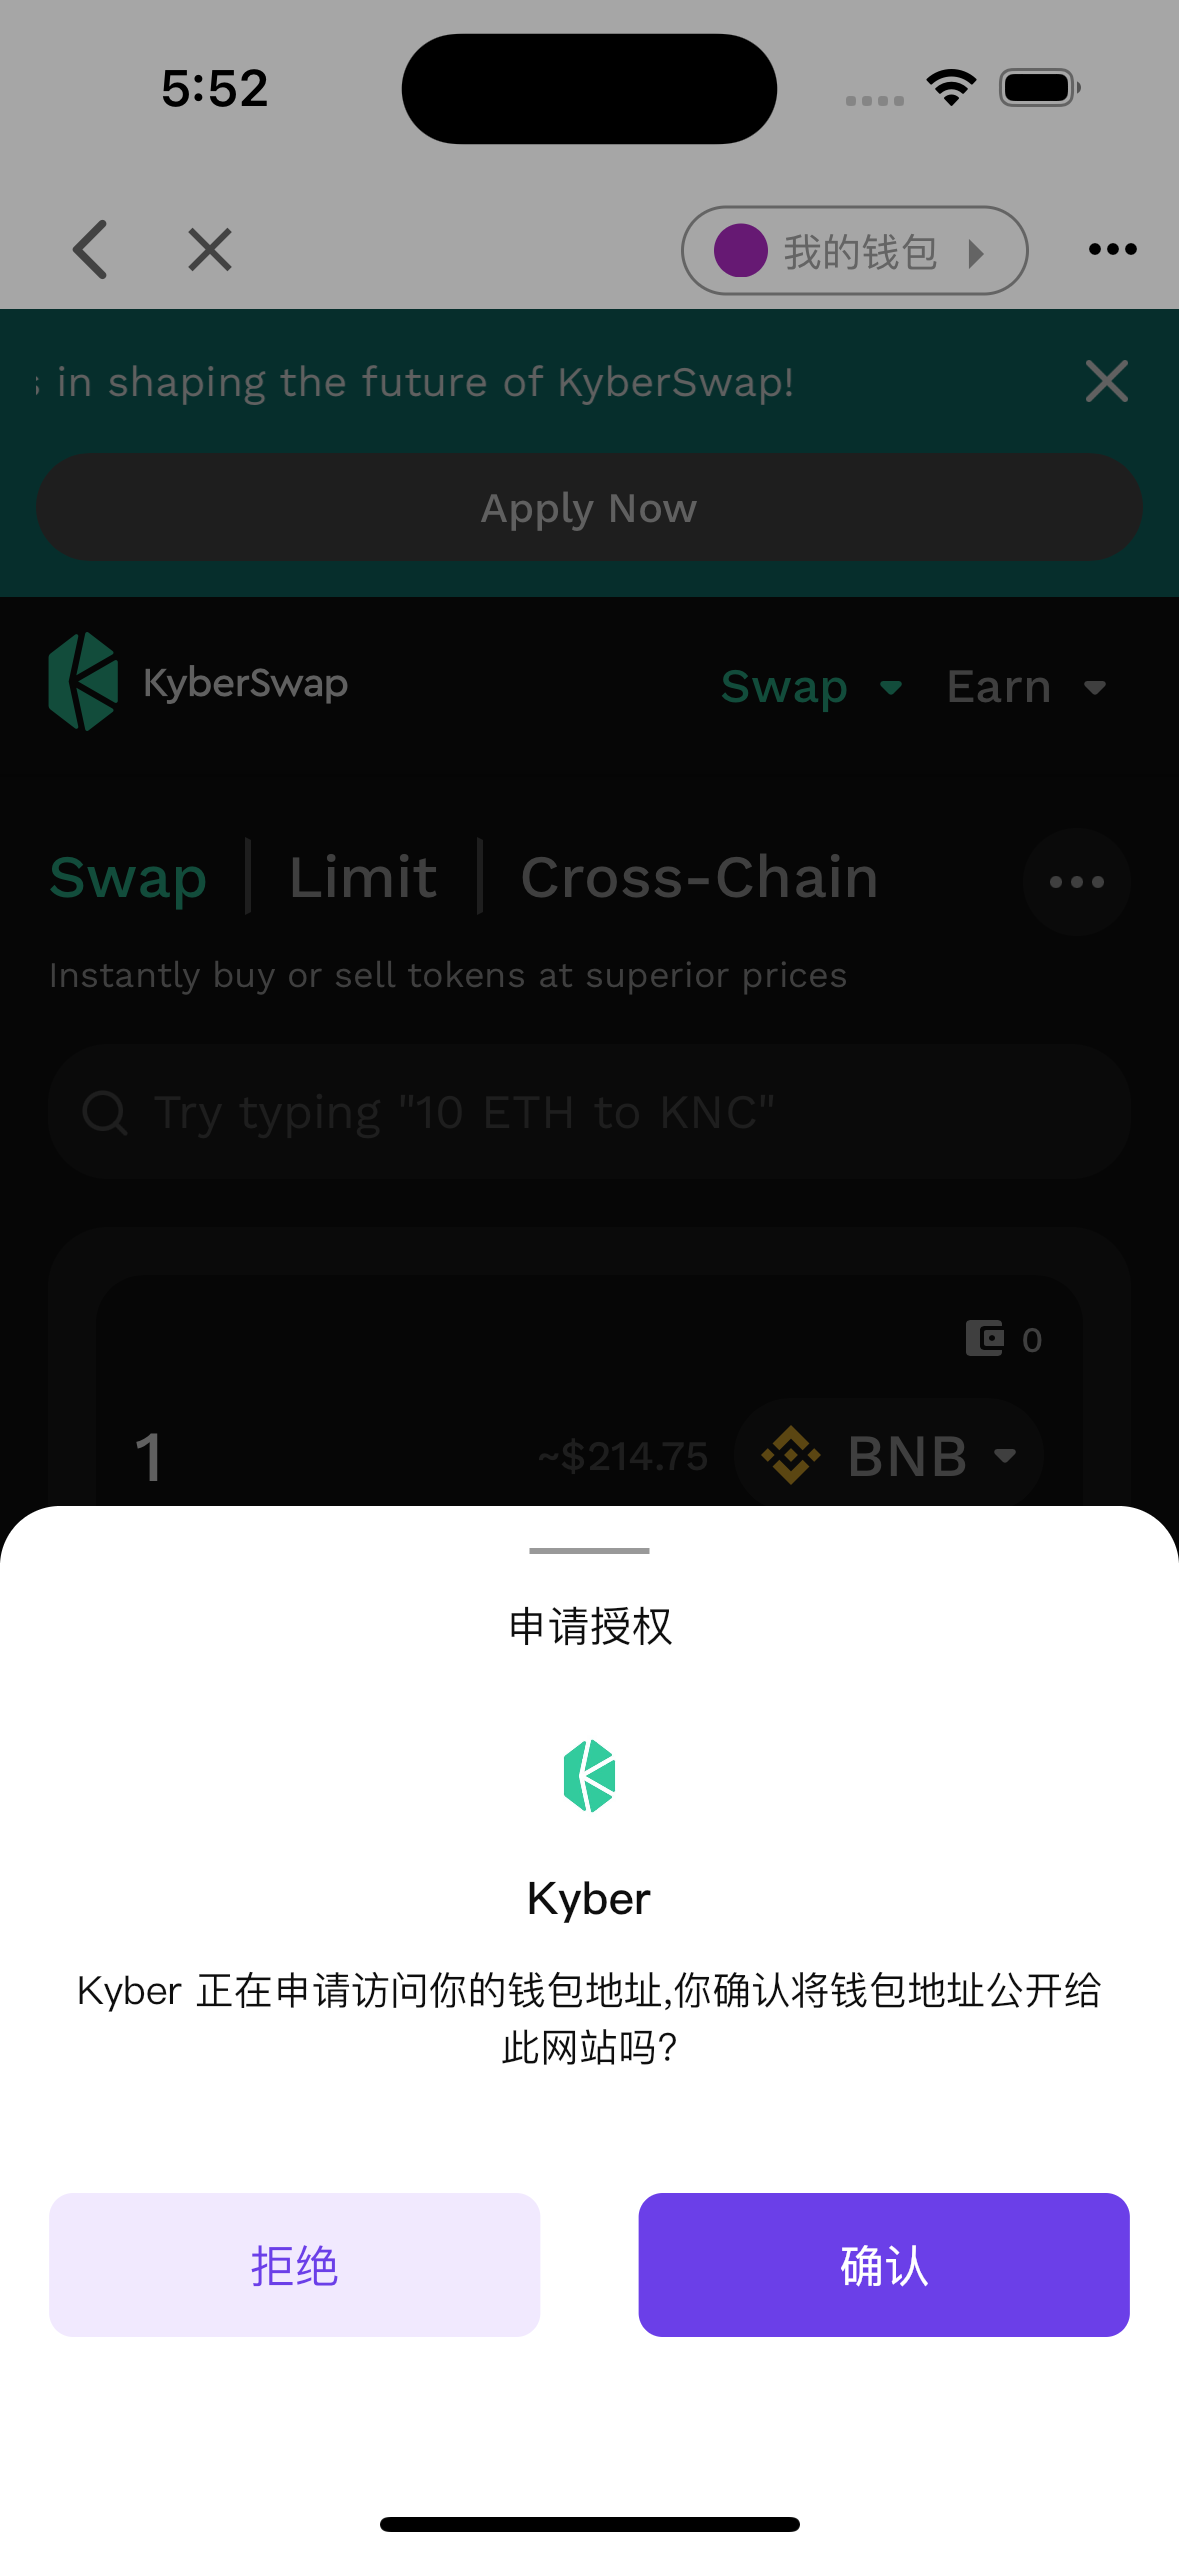 5:52
我的钱包
in shaping the future of KyberSwap!
Apply Now
KyberSwap
Swap
Earn
Swap
Limit
Cross-Chain
Instantly buy or sell tokens at superior prices
Try typing "10 ETH to KNC"
0
1
~$214.75
BNB
申请授权
Kyber
Kyber 正在申请访问你的钱包地址,你确认将钱包地址公开给
此网站吗?
拒绝
确认